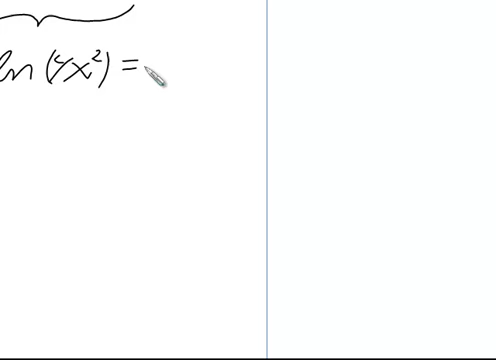 ln (4x²) =